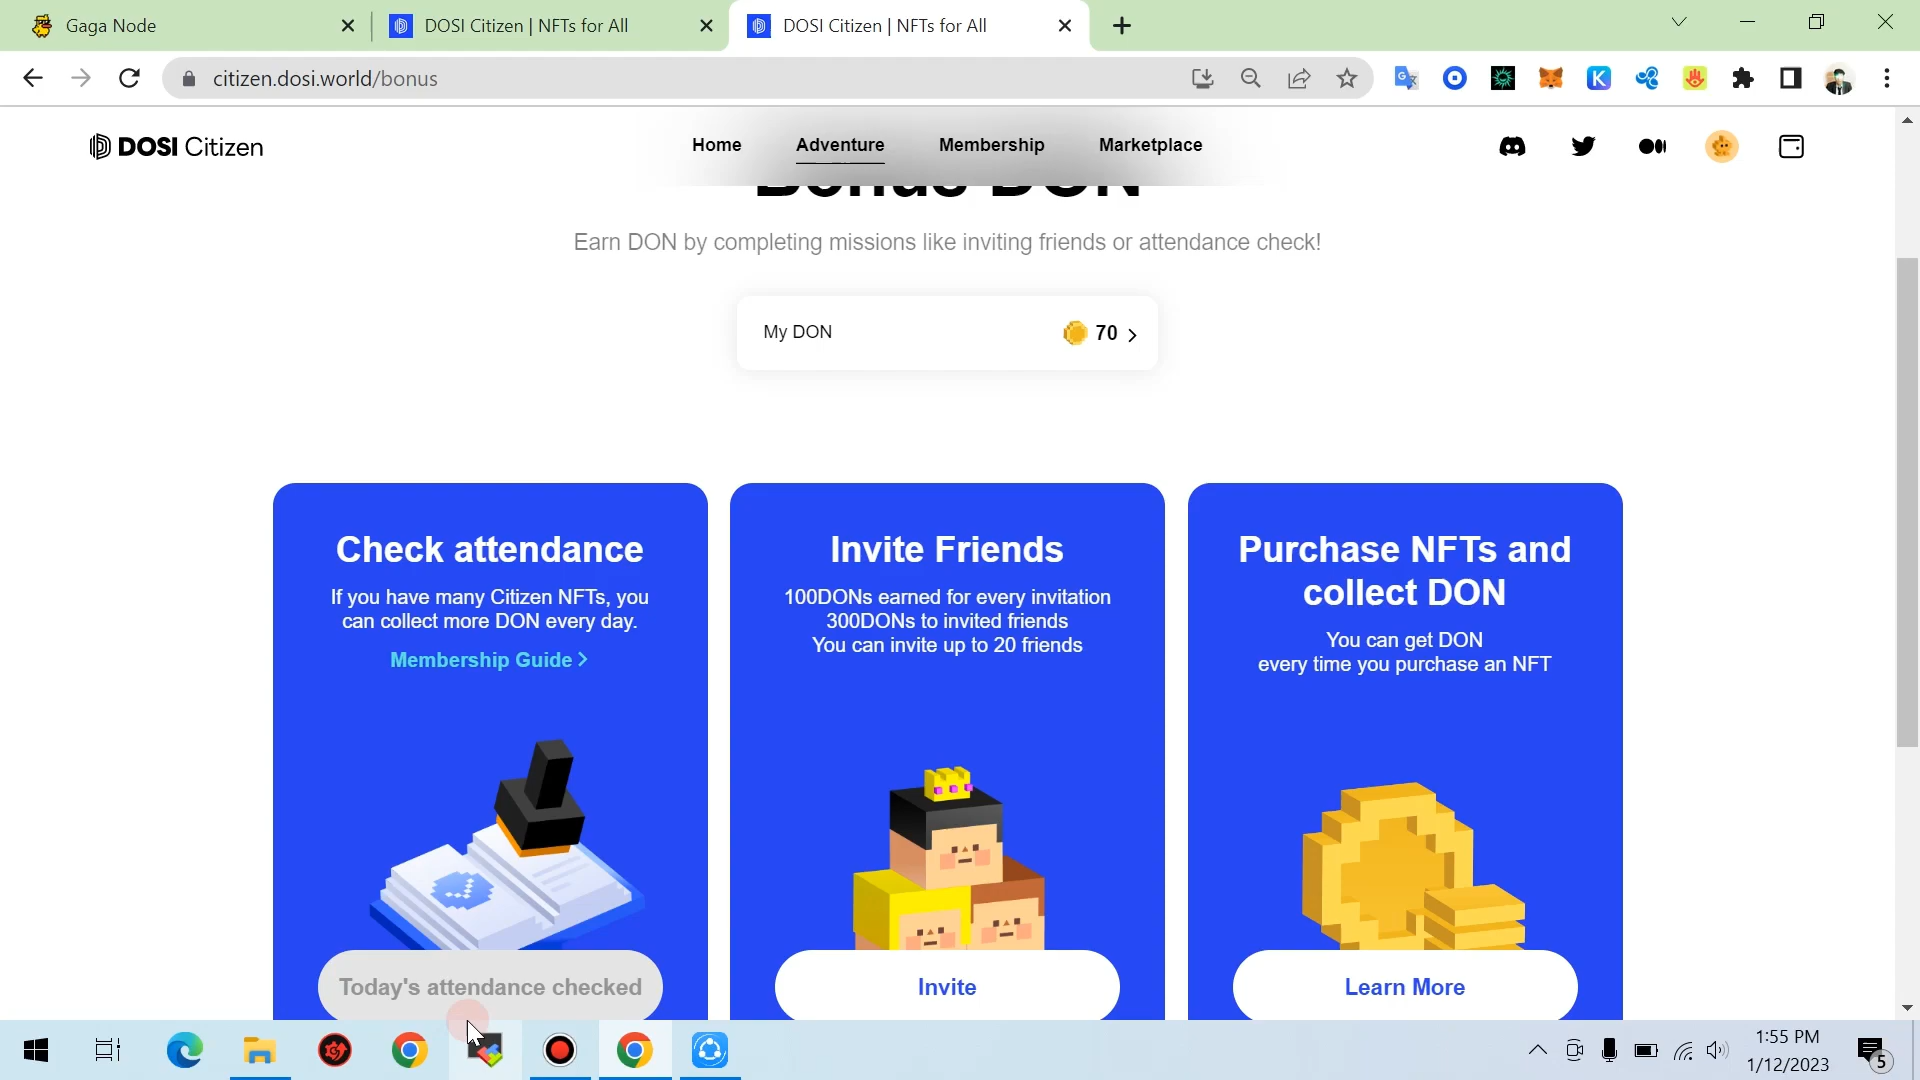 Gaga Node
DOSI Citizen | NFTs for All
DOSI Citizen | NFTs for All
citizen.dosi.world/bonus
DOSI Citizen
Home
Adventure
Membership
Marketplace
Bonus DON
Earn DON by completing missions like inviting friends or attendance check!
My DON
70
Check attendance
If you have many Citizen NFTs, you
can collect more DON every day.
Membership Guide >
Today's attendance checked
Invite Friends
100DONs earned for every invitation
300DONs to invited friends
You can invite up to 20 friends
Invite
Purchase NFTs and
collect DON
You can get DON
every time you purchase an NFT
Learn More
1:55 PM
1/12/2023
5